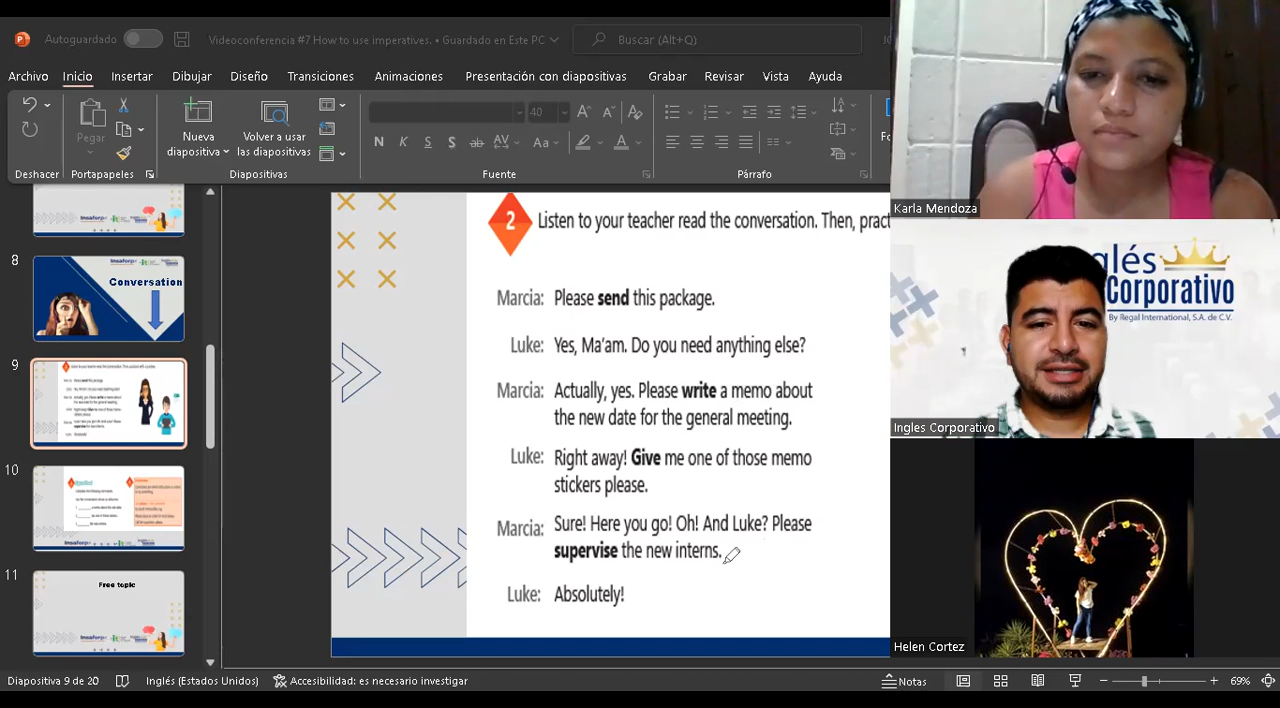 Autoguardado
Videoconferencia #7 How to use imperatives. • Guardado en Este PC
Buscar (Alt+Q)
Archivo Inicio Insertar Dibujar Diseño Transiciones Animaciones Presentación con diapositivas Grabar Revisar Vista Ayuda
Pegar
Nueva
diapositiva
Volver a usar
las diapositivas
40
N K S S ab AV Aa A
Deshacer Portapapeles Diapositivas Fuente Párrafo
8
Conversation
9
10
11
Free topic
2 Listen to your teacher read the conversation. Then, pract
Marcia: Please send this package.
Luke: Yes, Ma'am. Do you need anything else?
Marcia: Actually, yes. Please write a memo about
the new date for the general meeting.
Luke: Right away! Give me one of those memo
stickers please.
Marcia: Sure! Here you go! Oh! And Luke? Please
supervise the new interns.
Luke: Absolutely!
Karla Mendoza
glés
Corporativo
By Regal International, S.A. de C.V.
Ingles Corporativo
Helen Cortez
Diapositiva 9 de 20 Inglés (Estados Unidos) Accesibilidad: es necesario investigar Notas 69%